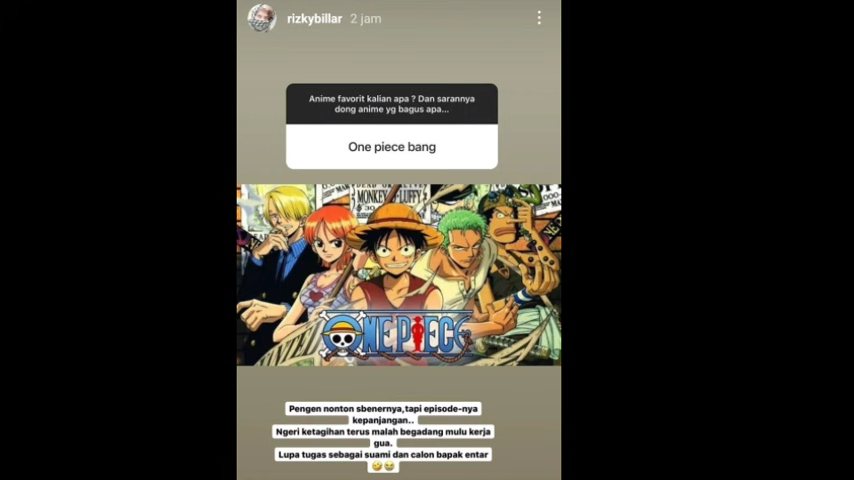 rizkybillar 2 jam
Anime favorit kalian apa ? Dan sarannya
dong anime yg bagus apa...
One piece bang
MONKEY•D•LUFFY
ONE PIECE
Pengen nonton sbenernya,tapi episode-nya
kepanjangan..
Ngeri ketagihan terus malah begadang mulu kerja
gua.
Lupa tugas sebagai suami dan calon bapak entar
🤣😭